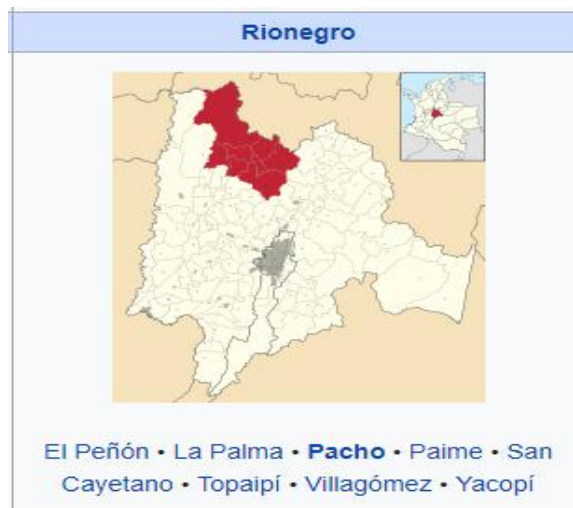 Rionegro
El Peñón • La Palma • Pacho • Paime • San
Cayetano • Topaipí • Villagómez • Yacopí